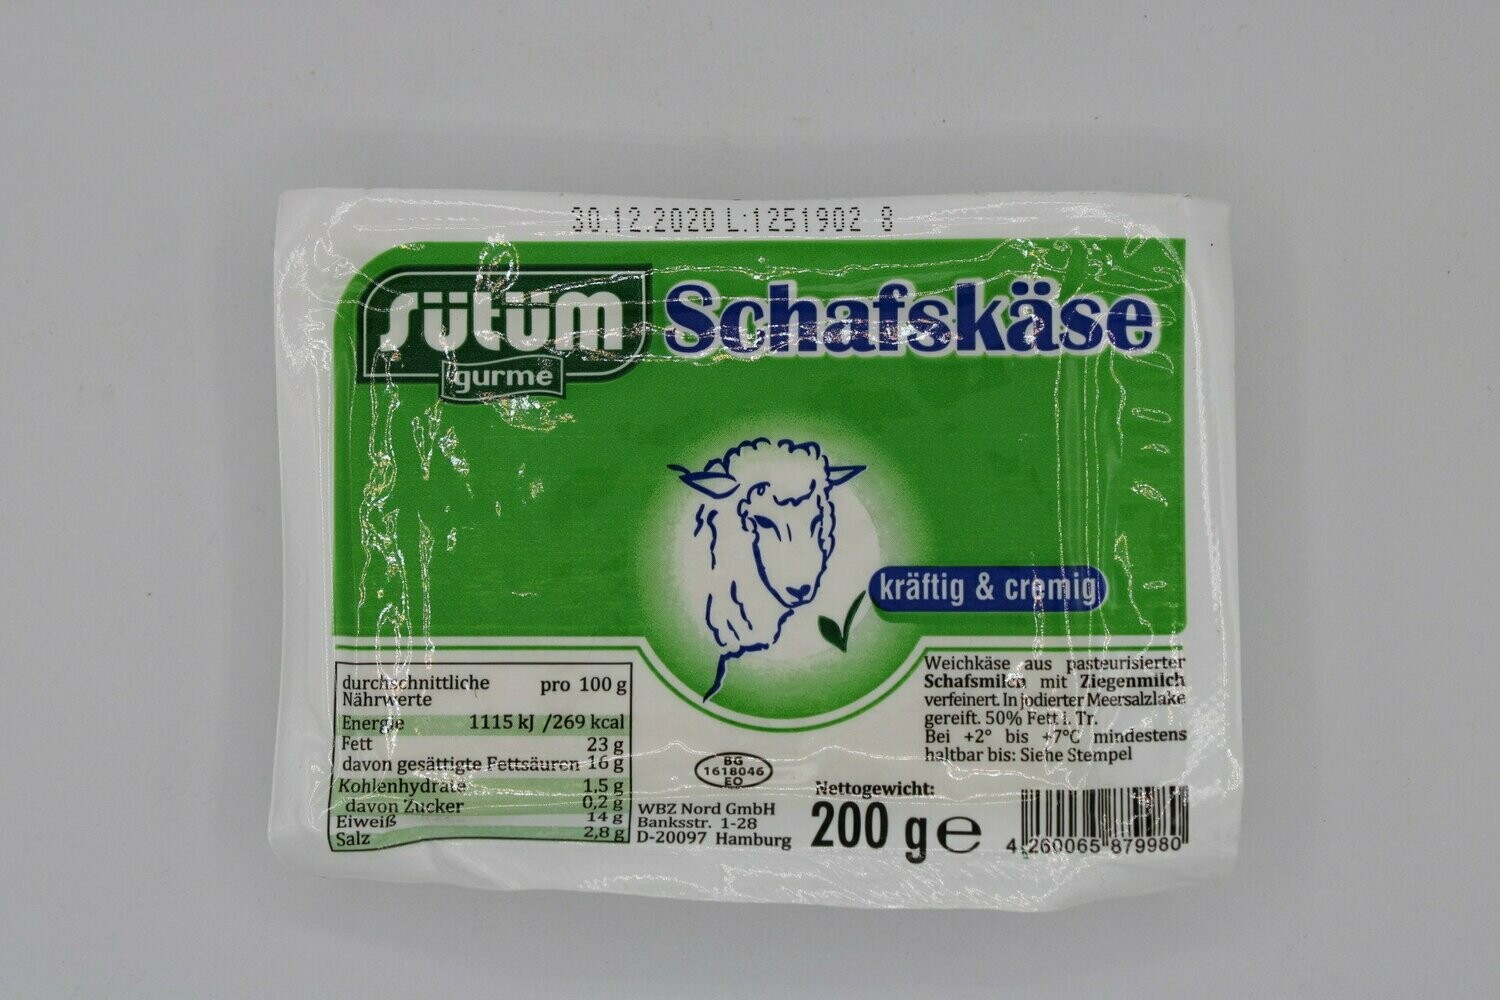 30.12.2020 L:1251902 8
sütüm
gurme
Schafskäse
kräftig & cremig
durchschnittliche pro 100 g
Nährwerte
Energie 1115 kJ /269 kcal
Fett 23 g
davon gesättigte Fettsäuren 16 g
Kohlenhydrate 1,5 g
davon Zucker 0,2 g
Eiweiß 14 g
Salz 2,8 g
BG
1618046
EO
WBZ Nord GmbH
Banksstr. 1-28
D-20097 Hamburg
Nettogewicht:
200 g e
Weichkäse aus pasteurisierter
Schafsmilch mit Ziegenmilch
verfeinert. In jodierter Meersalzlake
gereift. 50% Fett i. Tr.
Bei +2° bis +7°C mindestens
haltbar bis: Siehe Stempel
4 260065 879980